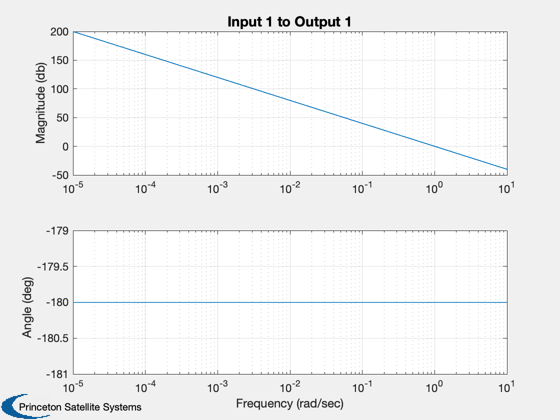 Input 1 to Output 1
200
150
100
50
0
-50
Magnitude (db)
10^-5 10^-4 10^-3 10^-2 10^-1 10^0 10^1
-179
-179.5
-180
-180.5
-181
Angle (deg)
10^-5 10^-4 10^-3 10^-2 10^-1 10^0 10^1
Frequency (rad/sec)
Princeton Satellite Systems